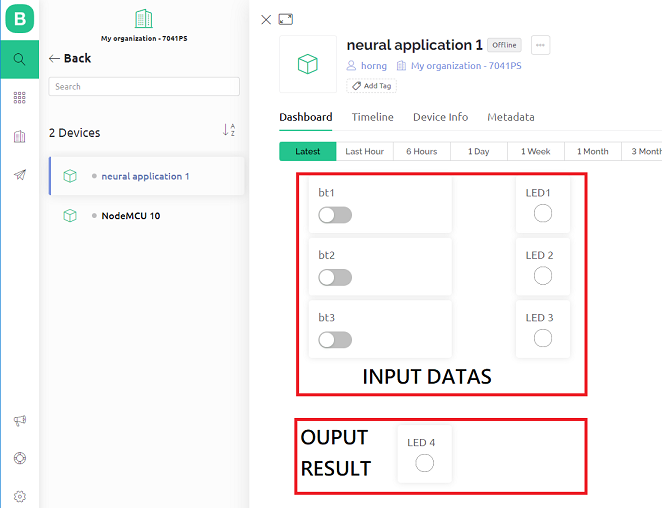 B
My organization - 7041PS
Back
Search
2 Devices
A
Z
neural application 1
NodeMCU 10
neural application 1 Offline
horng My organization - 7041PS
Add Tag
Dashboard Timeline Device Info Metadata
Latest Last Hour 6 Hours 1 Day 1 Week 1 Month 3 Month
bt1 LED1
bt2 LED 2
bt3 LED 3
INPUT DATAS
OUPUT LED 4
RESULT